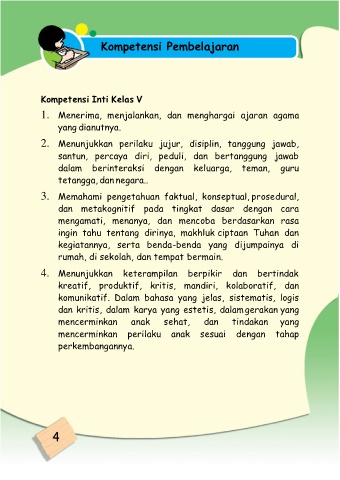 Kompetensi Pembelajaran
Kompetensi Inti Kelas V
1. Menerima, menjalankan, dan menghargai ajaran agama
yang dianutnya.
2. Menunjukkan perilaku jujur, disiplin, tanggung jawab,
santun, percaya diri, peduli, dan bertanggung jawab
dalam berinteraksi dengan keluarga, teman, guru
tetangga, dan negara..
3. Memahami pengetahuan faktual, konseptual, prosedural,
dan metakognitif pada tingkat dasar dengan cara
mengamati, menanya, dan mencoba berdasarkan rasa
ingin tahu tentang dirinya, makhluk ciptaan Tuhan dan
kegiatannya, serta benda-benda yang dijumpainya di
rumah, di sekolah, dan tempat bermain.
4. Menunjukkan keterampilan berpikir dan bertindak
kreatif, produktif, kritis, mandiri, kolaboratif, dan
komunikatif. Dalam bahasa yang jelas, sistematis, logis
dan kritis, dalam karya yang estetis, dalam gerakan yang
mencerminkan anak sehat, dan tindakan yang
mencerminkan perilaku anak sesuai dengan tahap
perkembangannya.
4